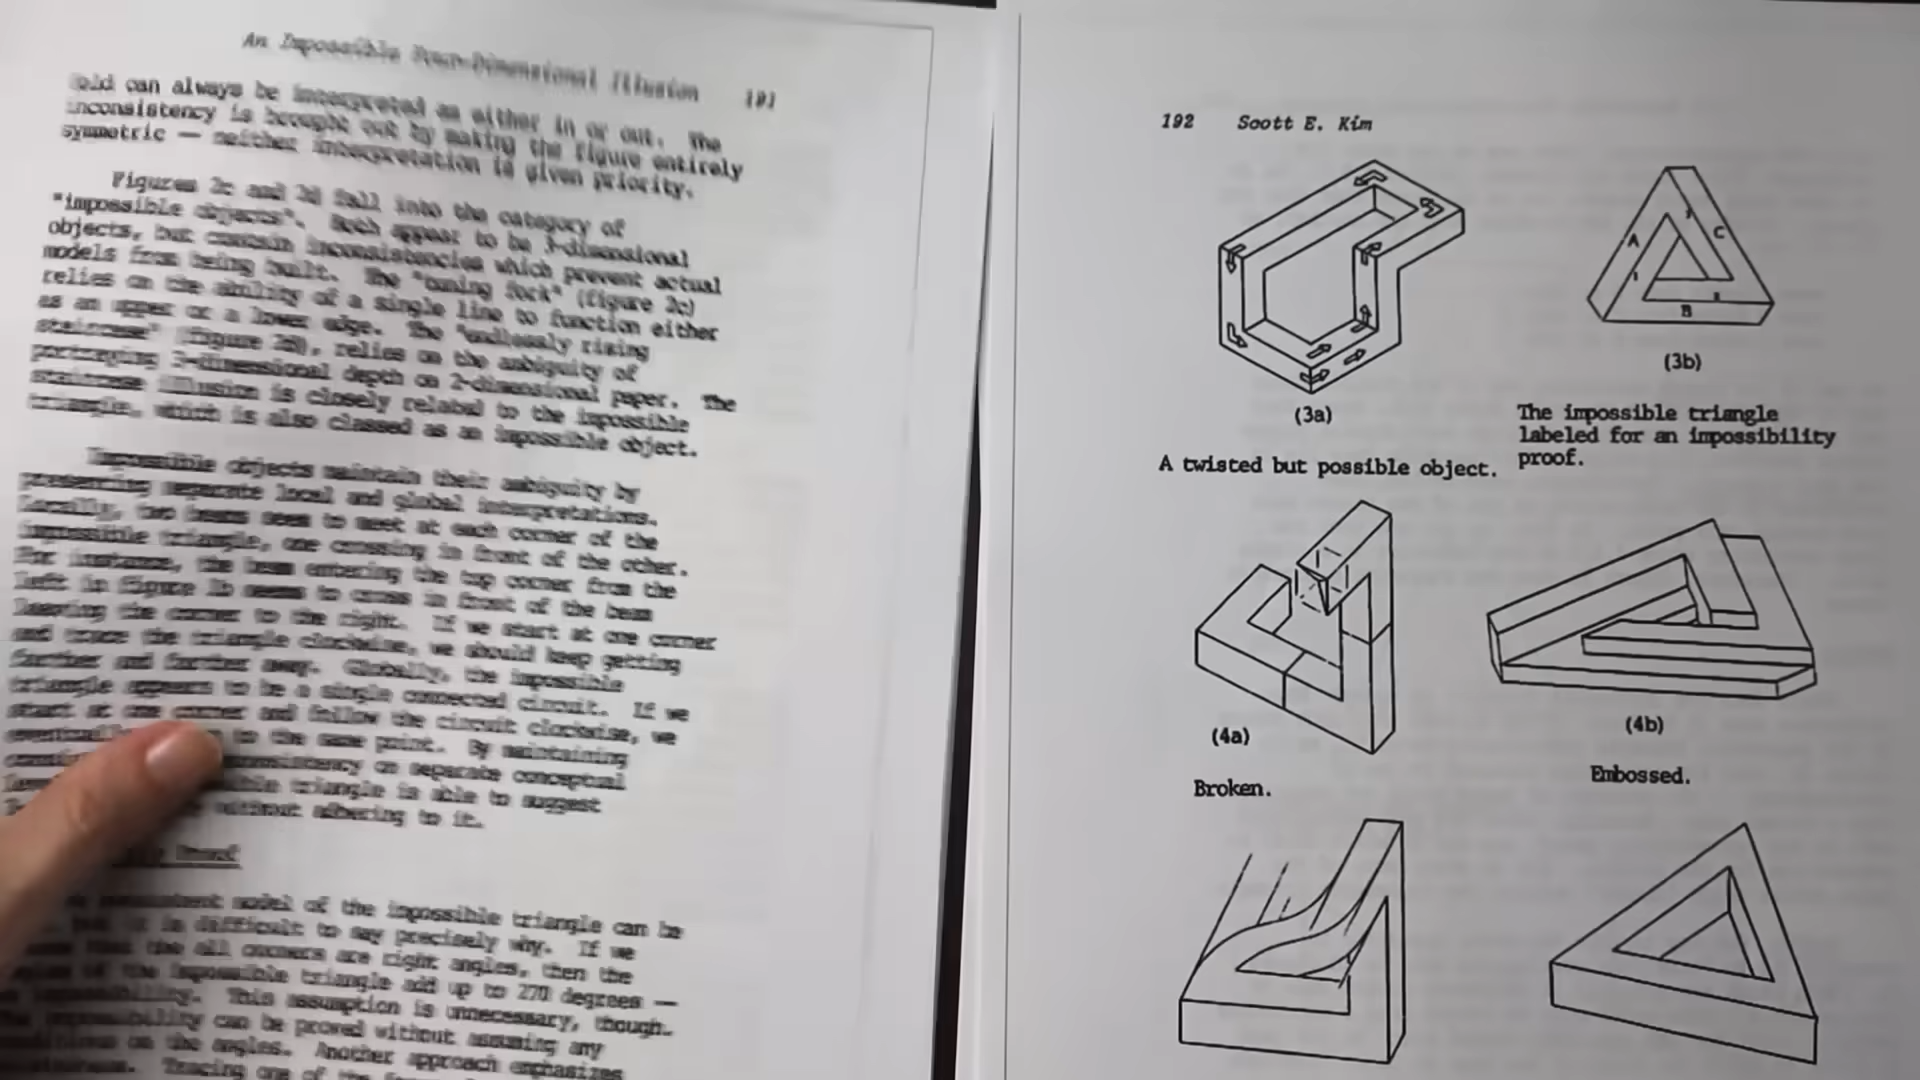 An Impossible Four-Dimensional Illusion 191
old can always be interpreted as either in or out. The
inconsistency is brought out by making the figure entirely
symmetric — neither interpretation is given priority.
Figures 2c and 2d fall into the category of
"impossible objects". Both appear to be 3-dimensional
objects, but contain inconsistencies which prevent actual
models from being built. The "tuning fork" (figure 2c)
relies on the ability of a single line to function either
as an upper or a lower edge. The "endlessly rising
staircase" (figure 2d), relies on the ambiguity of
portraying 3-dimensional depth on 2-dimensional paper. The
staircase illusion is closely related to the impossible
triangle, which is also classed as an impossible object.
Impossible objects maintain their ambiguity by
presenting separate local and global interpretations.
Locally, two beams seem to meet at each corner of the
impossible triangle, one crossing in front of the other.
For instance, the beam entering the top corner from the
left in figure 1b seems to cross in front of the beam
leaving the corner to the right. If we start at one corner
and trace the triangle clockwise, we should keep getting
farther and farther away. Globally, the impossible
triangle appears to be a single connected circuit. If we
start at one corner and follow the circuit clockwise, we
to the same point. By maintaining
inconsistency on separate conceptual
triangle is able to suggest
without adhering to it.
Proof
consistent model of the impossible triangle can be
it is difficult to say precisely why. If we
that the all corners are right angles, then the
of the impossible triangle add up to 270 degrees —
impossibility. This assumption is unnecessary, though.
impossibility can be proved without assuming any
conditions on the angles. Another approach emphasizes
Tracing one of the
192 Scott E. Kim
A
C
B
(3a)
(3b)
A twisted but possible object.
The impossible triangle
labeled for an impossibility
proof.
(4a)
(4b)
Broken.
Embossed.